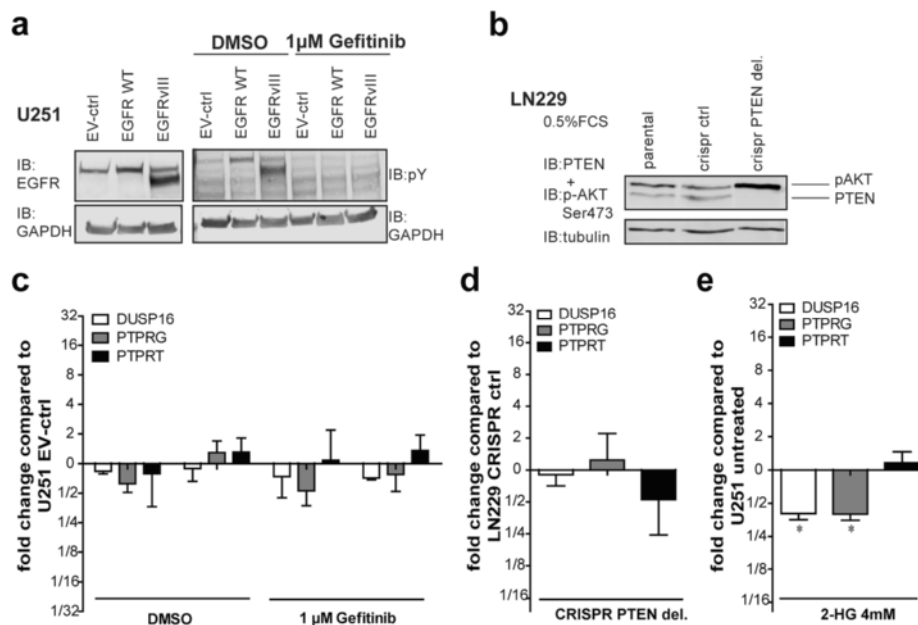 a
U251
EV-ctrl
EGFR WT
EGFRvIII
DMSO
1µM Gefitinib
EV-ctrl
EGFR WT
EGFRvIII
EV-ctrl
EGFR WT
EGFRvIII
IB:
EGFR
IB:pY
IB:
GAPDH
IB:
GAPDH
b
LN229
0.5%FCS
parental
crispr ctrl
crispr PTEN del.
IB:PTEN
+
IB:p-AKT
Ser473
pAKT
PTEN
IB:tubulin
c
DUSP16
PTPRG
PTPRT
fold change compared to
U251 EV-ctrl
32
16
8
4
2
0
1/2
1/4
1/8
1/16
1/32
DMSO
1 µM Gefitinib
d
DUSP16
PTPRG
PTPRT
fold change compared to
LN229 CRISPR ctrl
32
16
8
4
2
0
1/2
1/4
1/8
1/16
CRISPR PTEN del.
e
DUSP16
PTPRG
PTPRT
fold change compared to
U251 untreated
32
16
8
4
2
0
1/2
1/4
1/8
1/16
* *
2-HG 4mM